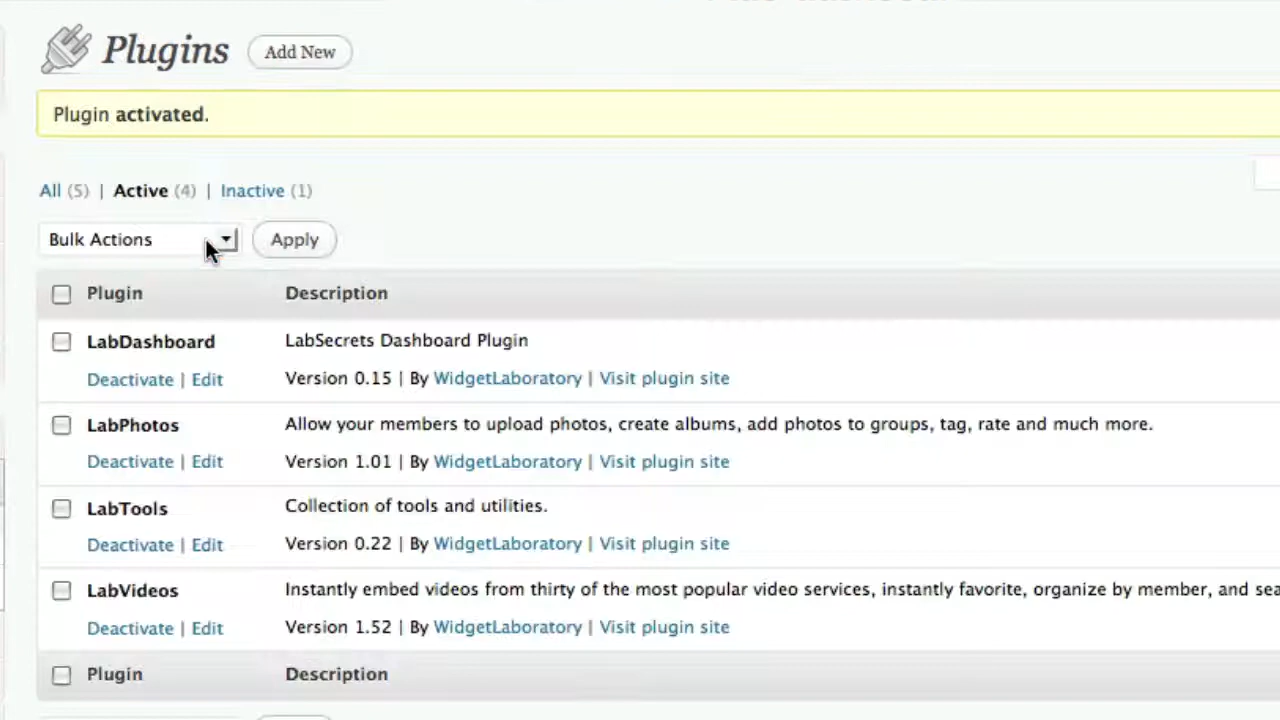 Plugins Add New
Plugin activated.
All (5) | Active (4) | Inactive (1)
Bulk Actions Apply
Plugin Description
LabDashboard LabSecrets Dashboard Plugin
Deactivate | Edit Version 0.15 | By WidgetLaboratory | Visit plugin site
LabPhotos Allow your members to upload photos, create albums, add photos to groups, tag, rate and much more.
Deactivate | Edit Version 1.01 | By WidgetLaboratory | Visit plugin site
LabTools Collection of tools and utilities.
Deactivate | Edit Version 0.22 | By WidgetLaboratory | Visit plugin site
LabVideos Instantly embed videos from thirty of the most popular video services, instantly favorite, organize by member, and sea
Deactivate | Edit Version 1.52 | By WidgetLaboratory | Visit plugin site
Plugin Description